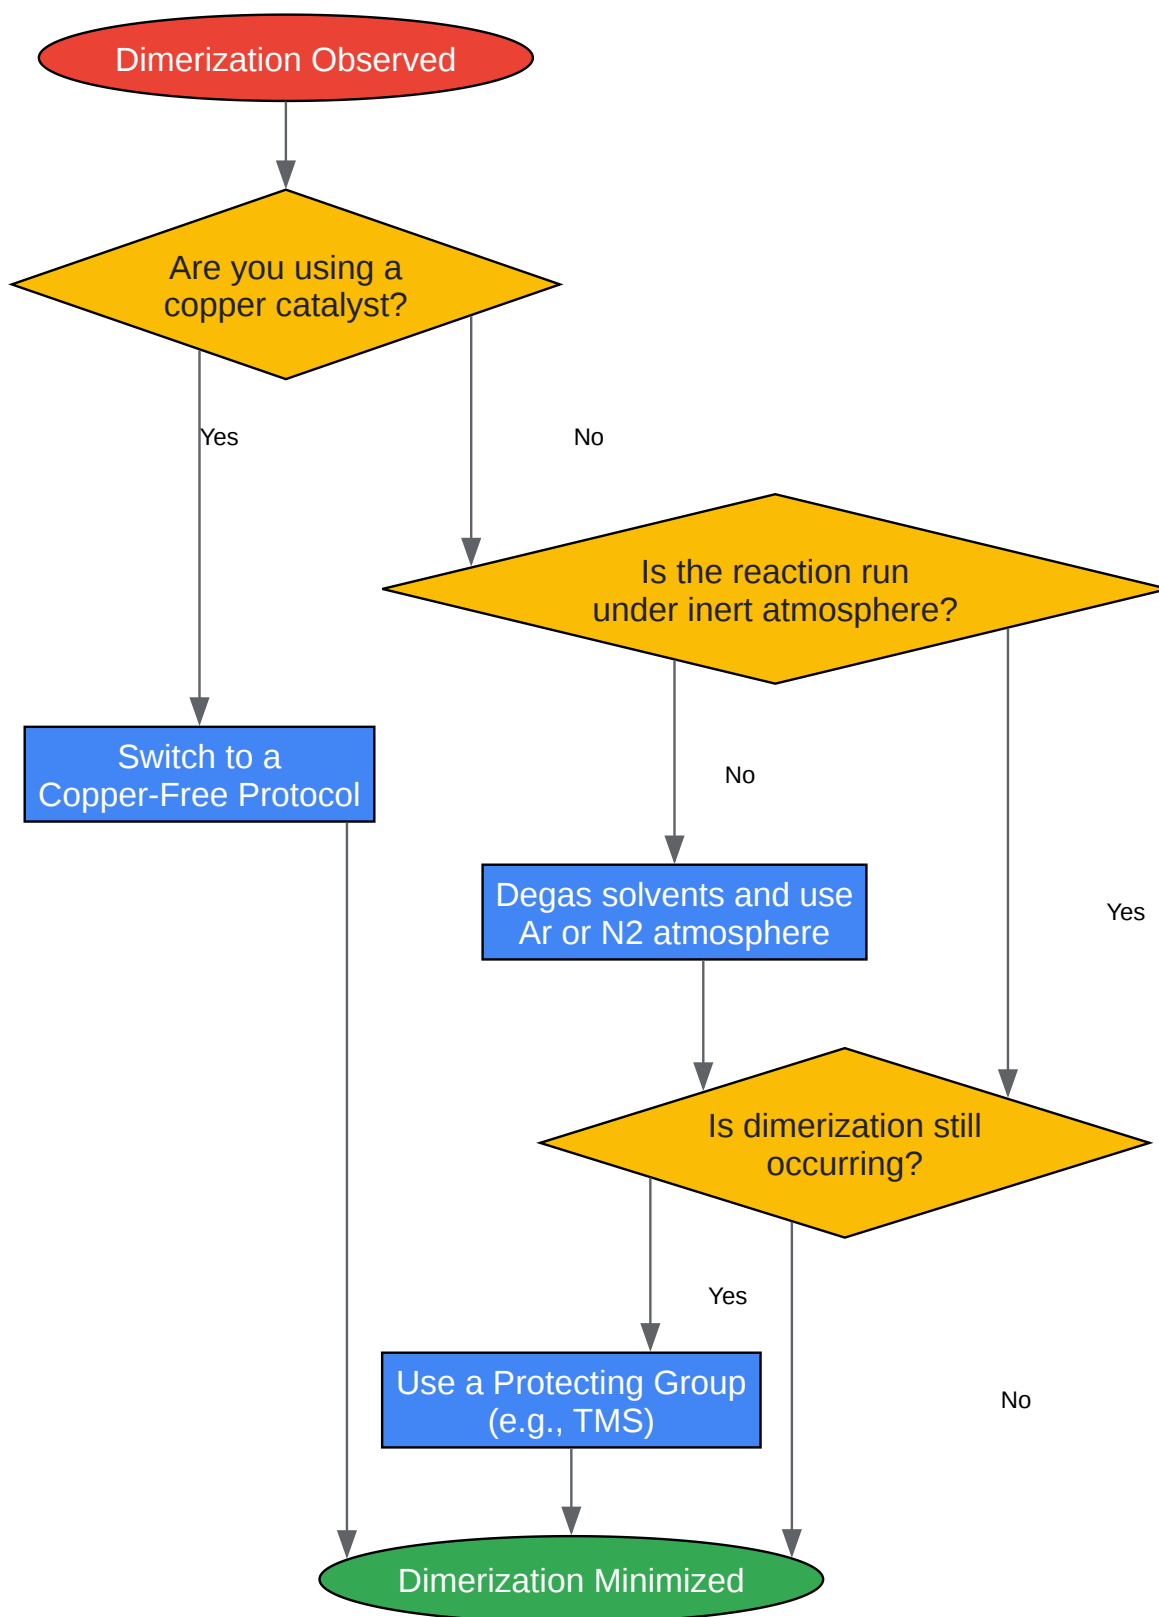 Dimerization Observed
Are you using a
copper catalyst?
Yes
No
Is the reaction run
under inert atmosphere?
Switch to a
Copper-Free Protocol
No
Degas solvents and use
Ar or N2 atmosphere
Yes
Is dimerization still
occurring?
Yes
Use a Protecting Group
(e.g., TMS)
No
Dimerization Minimized